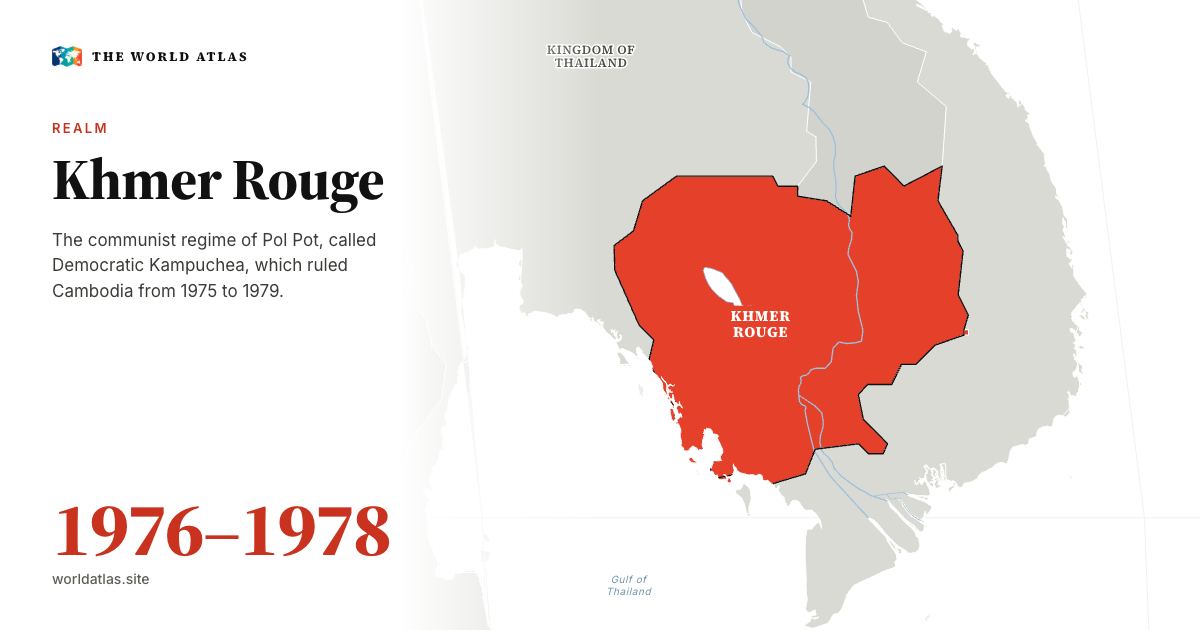 THE WORLD ATLAS
REALM
Khmer Rouge
The communist regime of Pol Pot, called
Democratic Kampuchea, which ruled
Cambodia from 1975 to 1979.
1976–1978
worldatlas.site
KINGDOM OF
THAILAND
KHMER
ROUGE
Gulf of
Thailand